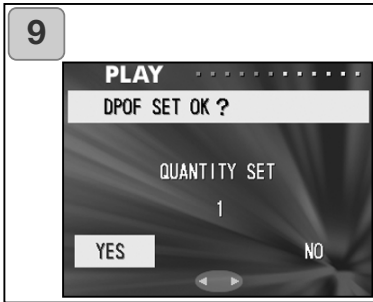 9
PLAY
DPOF SET OK ?
QUANTITY SET
1
YES NO